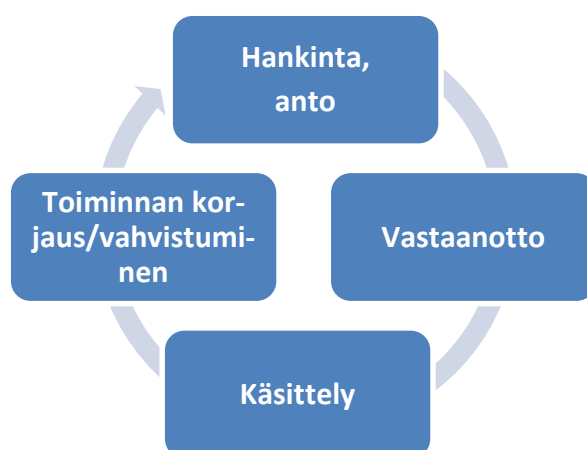 Hankinta,
anto
Vastaanotto
Käsittely
Toiminnan kor-
jaus/vahvistumi-
nen